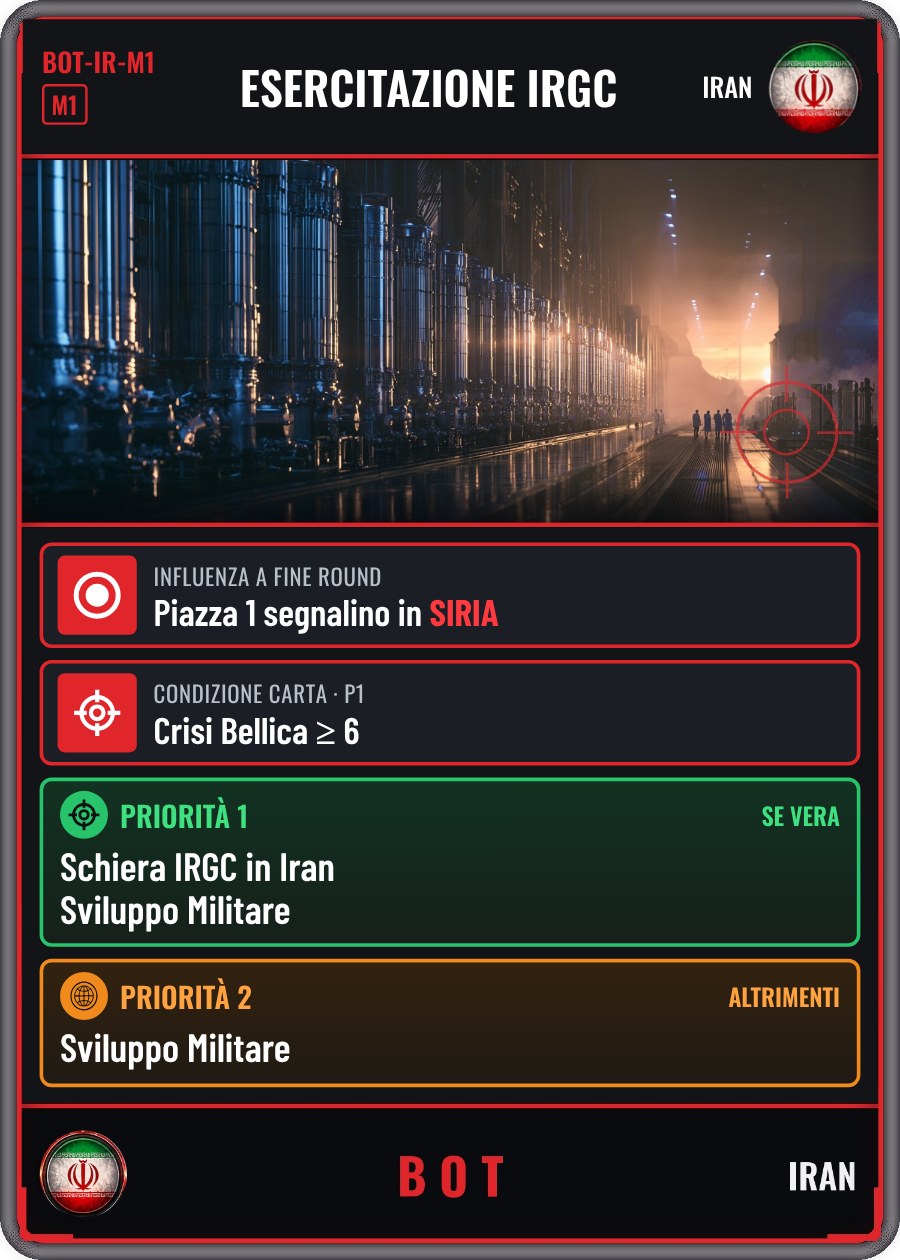 BOT-IR-M1
M1
ESERCITAZIONE IRGC
IRAN
INFLUENZA A FINE ROUND
Piazza 1 segnalino in SIRIA
CONDIZIONE CARTA · P1
Crisi Bellica ≥ 6
PRIORITÀ 1
SE VERA
Schiera IRGC in Iran
Sviluppo Militare
PRIORITÀ 2
ALTRIMENTI
Sviluppo Militare
BOT
IRAN